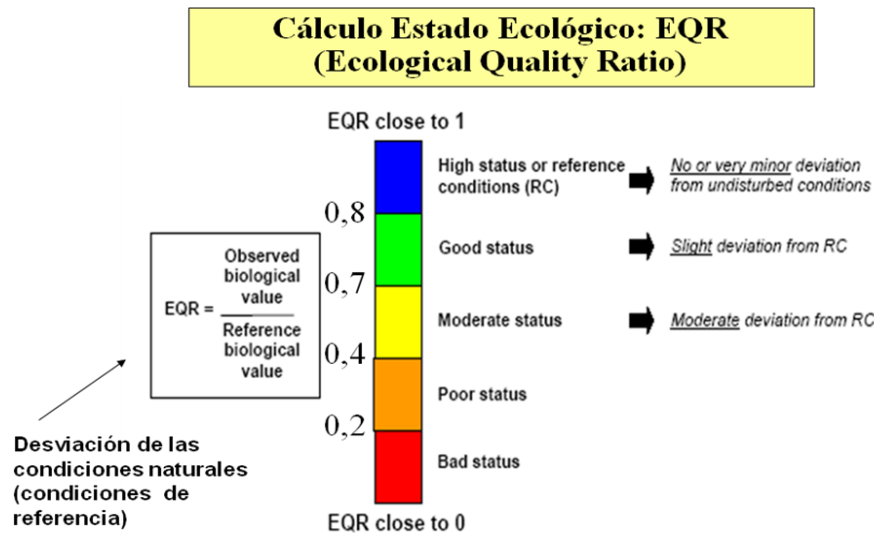 Cálculo Estado Ecológico: EQR
(Ecological Quality Ratio)
EQR close to 1
High status or reference
conditions (RC)
No or very minor deviation
from undisturbed conditions
0,8
Good status
Slight deviation from RC
0,7
Moderate status
Moderate deviation from RC
0,4
Poor status
0,2
Bad status
EQR close to 0
EQR =
Observed
biological
value
Reference
biological
value
Desviación de las
condiciones naturales
(condiciones de
referencia)